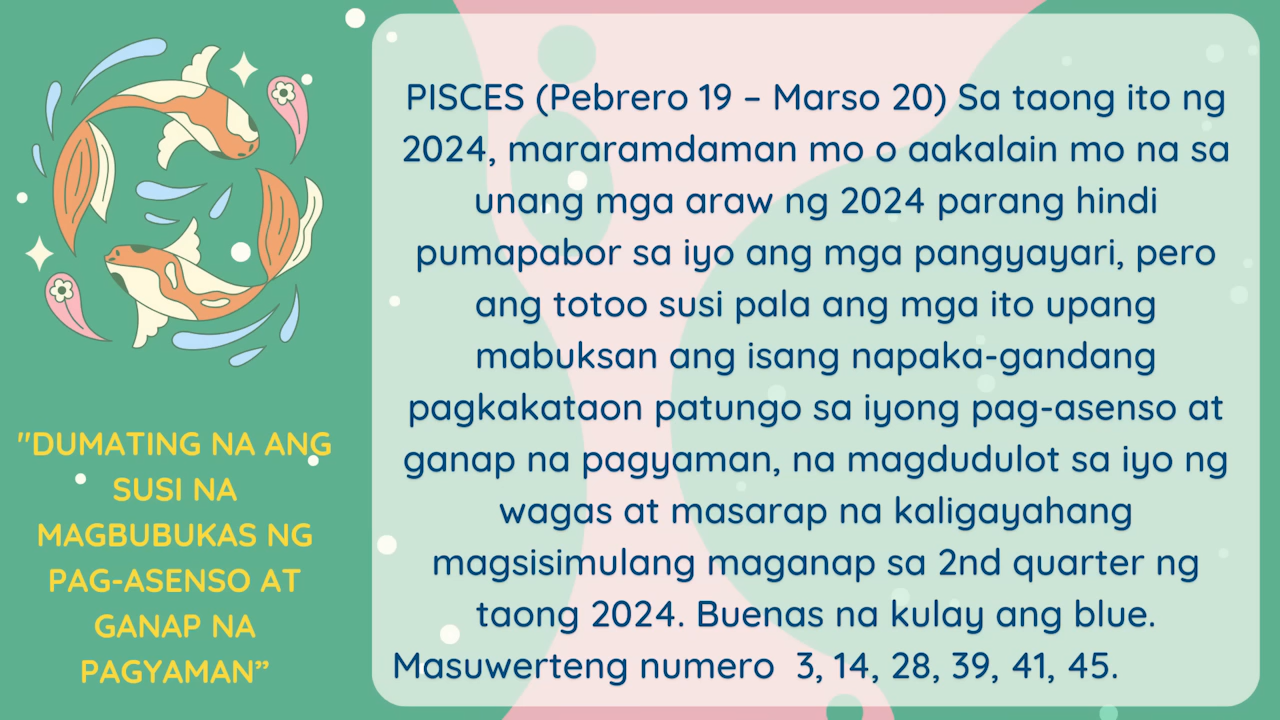 "DUMATING NA ANG
SUSI NA
MAGBUBUKAS NG
PAG-ASENSO AT
GANAP NA
PAGYAMAN”
PISCES (Pebrero 19 – Marso 20) Sa taong ito ng
2024, mararamdaman mo o aakalain mo na sa
unang mga araw ng 2024 parang hindi
pumapabor sa iyo ang mga pangyayari, pero
ang totoo susi pala ang mga ito upang
mabuksan ang isang napaka-gandang
pagkakataon patungo sa iyong pag-asenso at
ganap na pagyaman, na magdudulot sa iyo ng
wagas at masarap na kaligayahang
magsisimulang maganap sa 2nd quarter ng
taong 2024. Buenas na kulay ang blue.
Masuwerteng numero  3, 14, 28, 39, 41, 45.